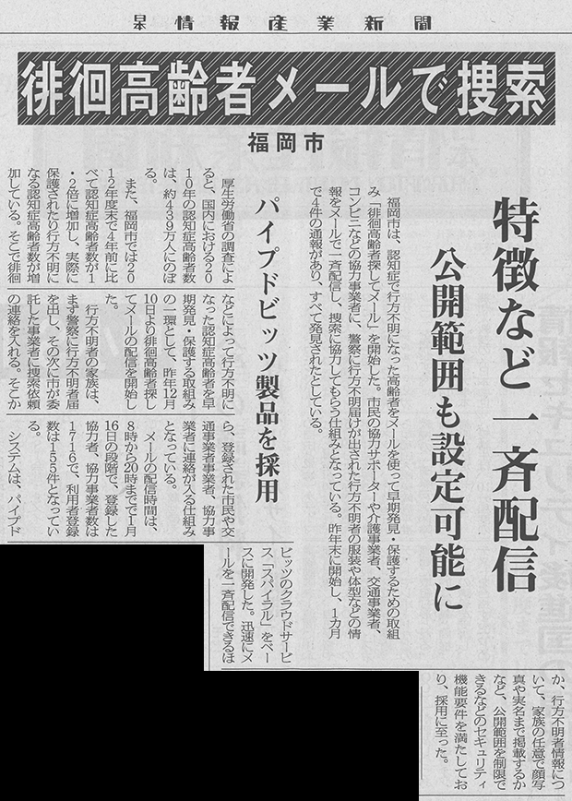 日本情報産業新聞
徘徊高齢者メールで捜索
福岡市
特徴など一斉配信
公開範囲も設定可能に
福岡市は、認知症で行方不明になった高齢者をメールを使って早期発見・保護するための取組
み「徘徊高齢者探してメール」を開始した。市民の協力サポーターや介護事業者、交通事業者、
コンビニなどの協力事業者に、警察に行方不明届けが出された行方不明者の服装や体型などの情
報をメールで一斉配信し、捜索に協力してもらう仕組みとなっている。昨年末に開始し、1カ月
で4件の通報があり、すべて発見されたとしている。
パイプドビッツ製品を採用
厚生労働省の調査によ
ると、国内における20
10年の認知症高齢者数
は、約439万人にのぼ
る。
また、福岡市では20
12年度末で4年前に比
べて認知症高齢者数が1
・2倍に増加し、実際に
保護されたり行方不明に
なる認知症高齢者数が増
加している。そこで徘徊
などによって行方不明に
なった認知症高齢者を早
期発見・保護する取組み
の一環として、昨年12月
10日より徘徊高齢者探し
てメールの配信を開始し
た。
行方不明者の家族は、
まず警察に行方不明者届
を出し、その次に市が委
託した事業者に捜索依頼
の連絡を入れる。そこか
ら、登録された市民や交
通事業者事業者、協力事
業者に連絡が入る仕組み
となっている。
メールの配信時間は、
8時から20時までで1月
16日の段階で、登録した
協力者、協力事業者数は
1716で、利用者登録
数は155件となってい
る。
システムは、パイプド
ビッツのクラウドサービ
ス「スパイラル」をベー
スに開発した。迅速にメ
ールを一斉配信できるほ
か、行方不明者情報につ
いて、家族の任意で顔写
真や実名まで掲載するか
など、公開範囲を制限で
きるなどのセキュリティ
機能要件を満たしてお
り、採用に至った。